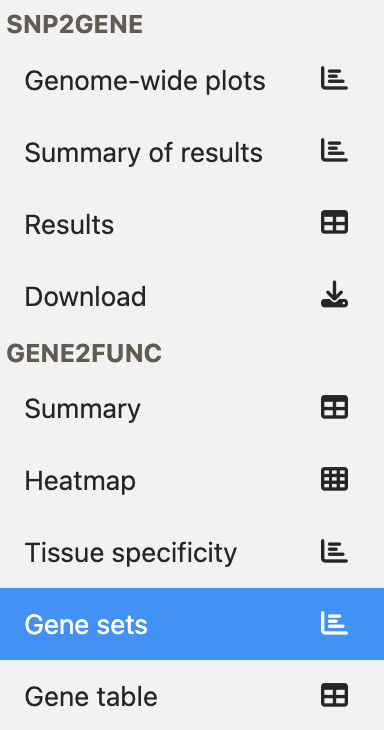 SNP2GENE
Genome-wide plots
Summary of results
Results
Download
GENE2FUNC
Summary
Heatmap
Tissue specificity
Gene sets
Gene table